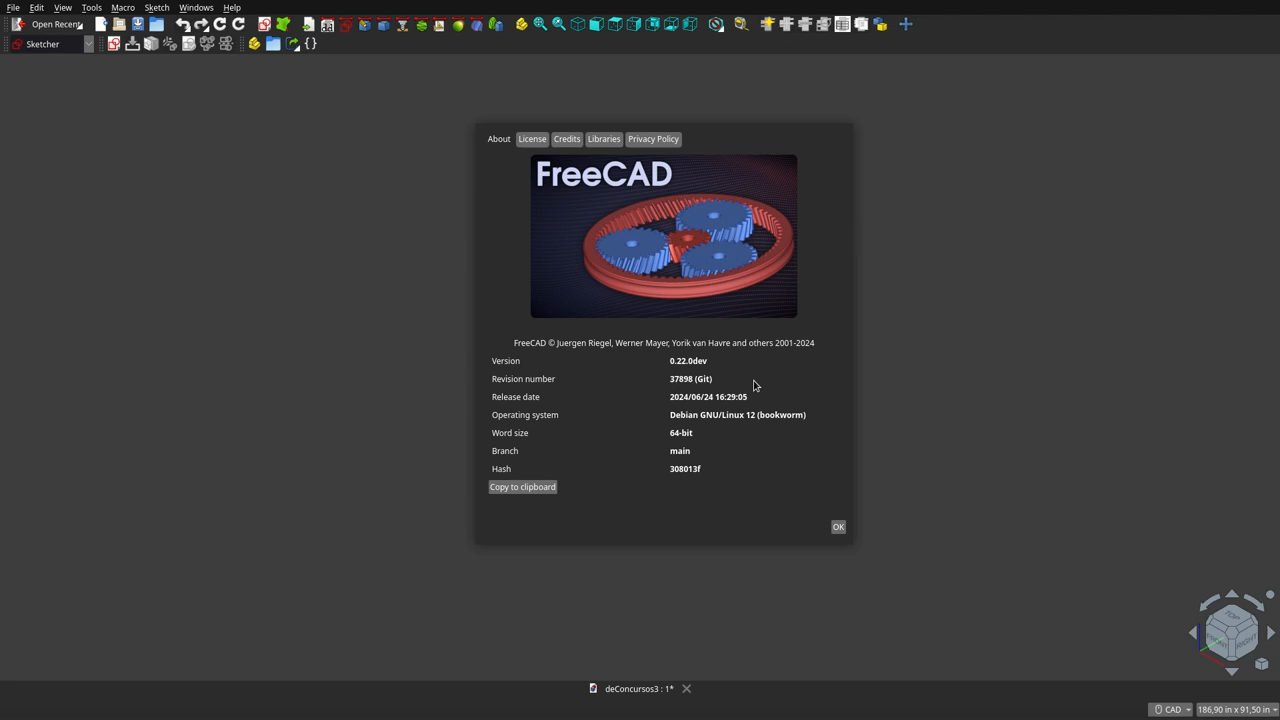 File Edit View Tools Macro Sketch Windows Help
Open Recent
Sketcher
About License Credits Libraries Privacy Policy
FreeCAD
FreeCAD © Juergen Riegel, Werner Mayer, Yorik van Havre and others 2001-2024
Version 0.22.0dev
Revision number 37898 (Git)
Release date 2024/06/24 16:29:05
Operating system Debian GNU/Linux 12 (bookworm)
Word size 64-bit
Branch main
Hash 308013f
Copy to clipboard
OK
TOP
FRONT RIGHT
deConcursos3 : 1*
CAD 186,90 in x 91,50 in